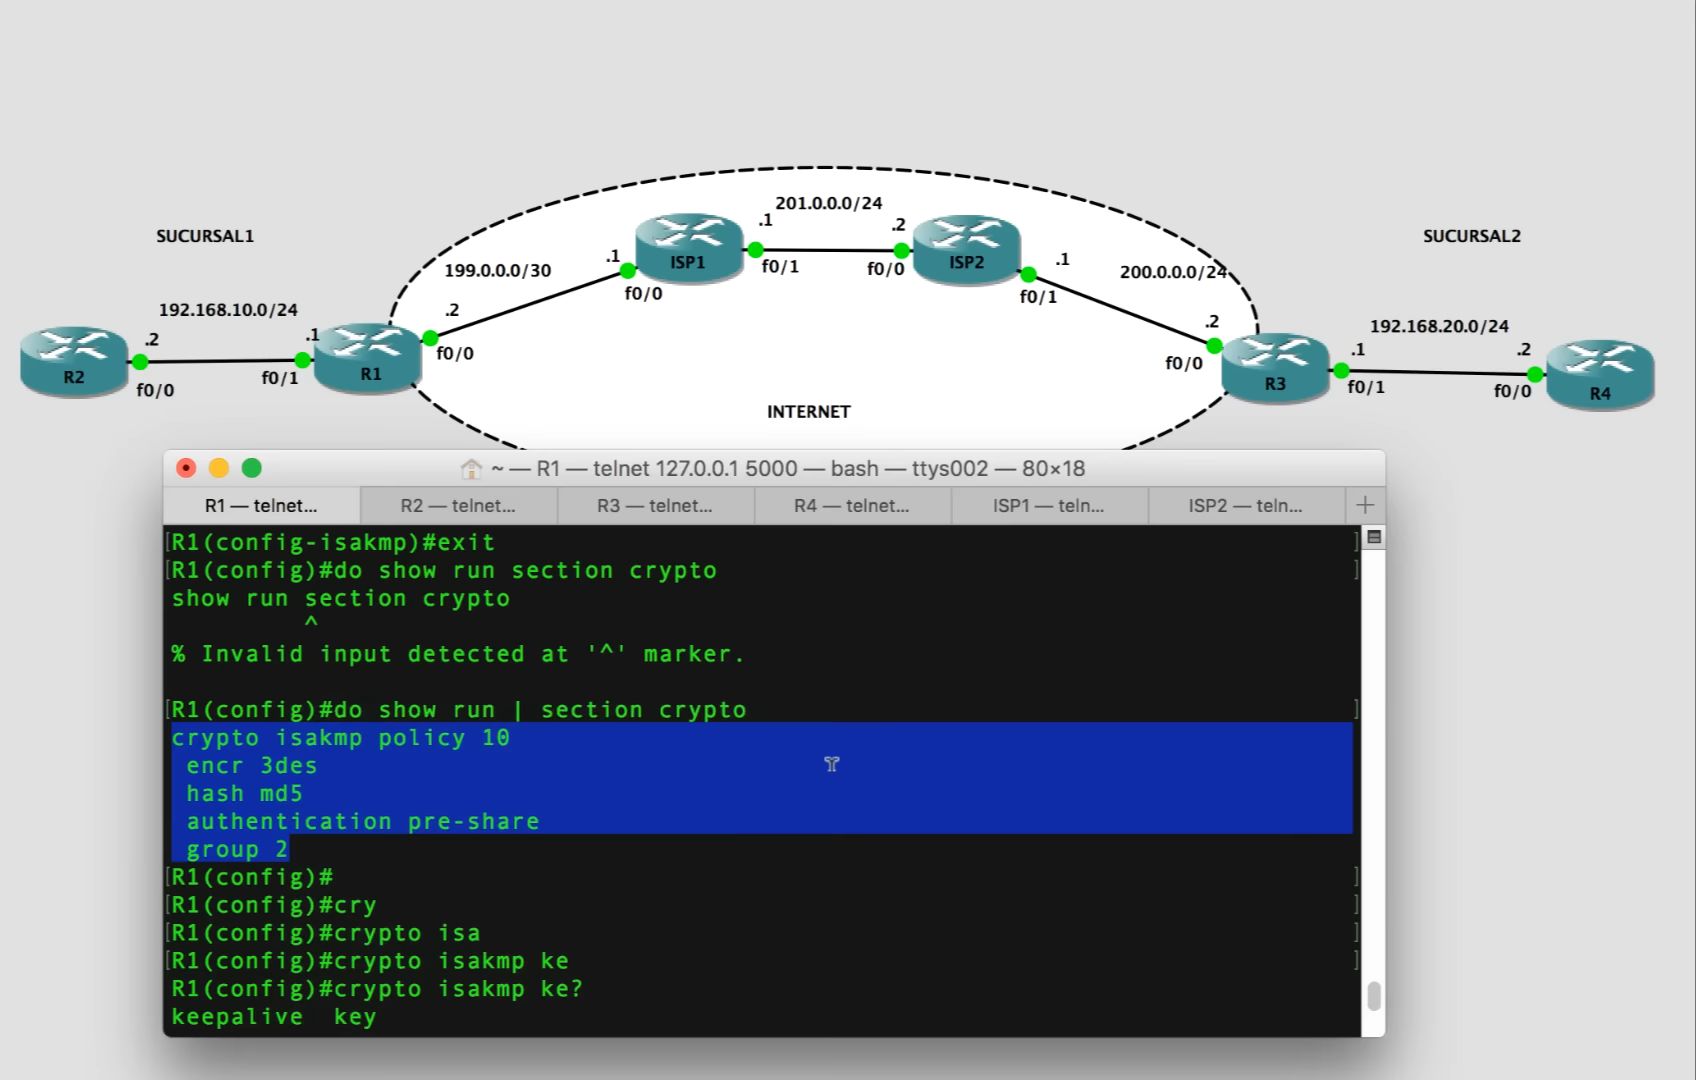 201.0.0.0/24
.1
.2
SUCURSAL1
SUCURSAL2
199.0.0.0/30
.1
ISP1
f0/1
f0/0
ISP2
.1
200.0.0.0/24
f0/0
f0/1
192.168.10.0/24
.2
.1
.2
.2
192.168.20.0/24
.1
.2
R2
f0/0
f0/1
R1
f0/0
f0/0
R3
f0/1
f0/0
R4
INTERNET
~ — R1 — telnet 127.0.0.1 5000 — bash — ttys002 — 80×18
R1 — telnet... R2 — telnet... R3 — telnet... R4 — telnet... ISP1 — teln... ISP2 — teln... +
[R1(config-isakmp)#exit ]
[R1(config)#do show run section crypto ]
show run section crypto
^
% Invalid input detected at '^' marker.
[R1(config)#do show run | section crypto ]
crypto isakmp policy 10
encr 3des
hash md5
authentication pre-share
group 2
[R1(config)# ]
[R1(config)#cry ]
[R1(config)#crypto isa ]
[R1(config)#crypto isakmp ke ]
R1(config)#crypto isakmp ke?
keepalive key